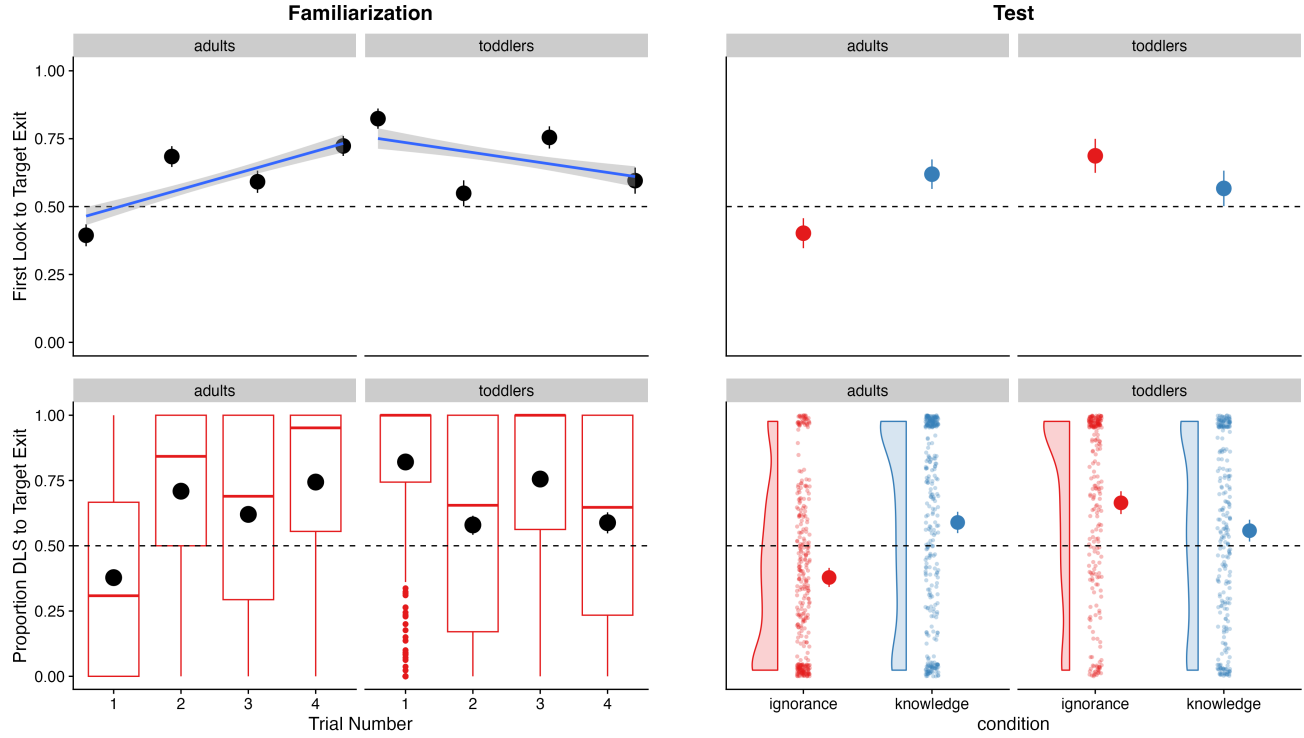 Familiarization
Test
adults
toddlers
adults
toddlers
First Look to Target Exit
1.00
0.75
0.50
0.25
0.00
adults
toddlers
adults
toddlers
Proportion DLS to Target Exit
1.00
0.75
0.50
0.25
0.00
1 2 3 4
1 2 3 4
Trial Number
ignorance knowledge
ignorance knowledge
condition